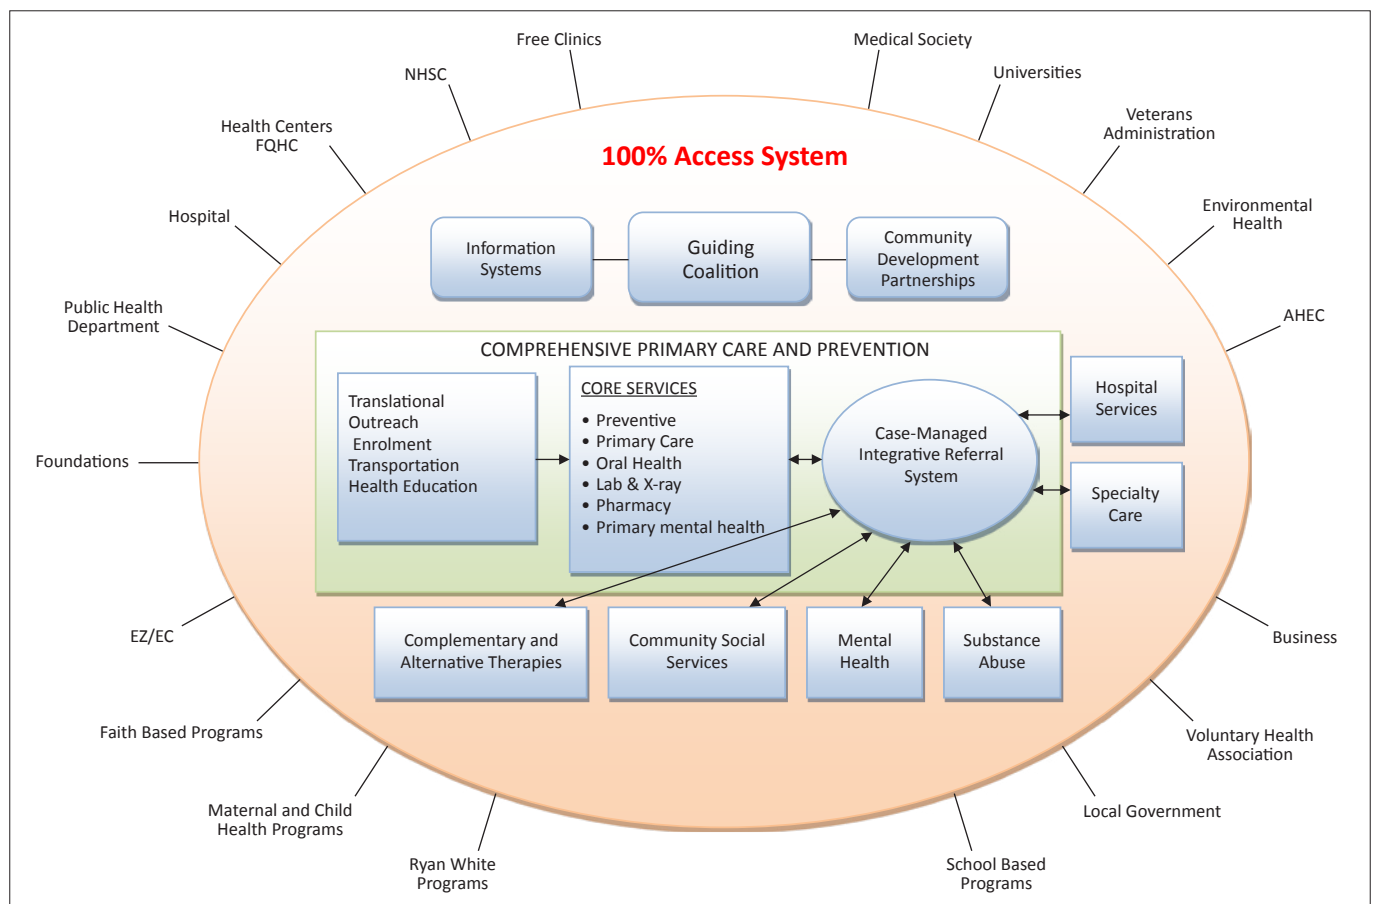 Free Clinics
Medical Society
NHSC
Universities
Health Centers
FQHC
Veterans
Administration
100% Access System
Hospital
Environmental
Health
Information
Systems
Guiding
Coalition
Community
Development
Partnerships
Public Health
Department
AHEC
COMPREHENSIVE PRIMARY CARE AND PREVENTION
Translational
Outreach
Enrolment
Transportation
Health Education
CORE SERVICES
• Preventive
• Primary Care
• Oral Health
• Lab & X-ray
• Pharmacy
• Primary mental health
Case-Managed
Integrative Referral
System
Hospital
Services
Specialty
Care
Foundations
Complementary and
Alternative Therapies
Community Social
Services
Mental
Health
Substance
Abuse
EZ/EC
Business
Faith Based Programs
Voluntary Health
Association
Maternal and Child
Health Programs
Local Government
Ryan White
Programs
School Based
Programs